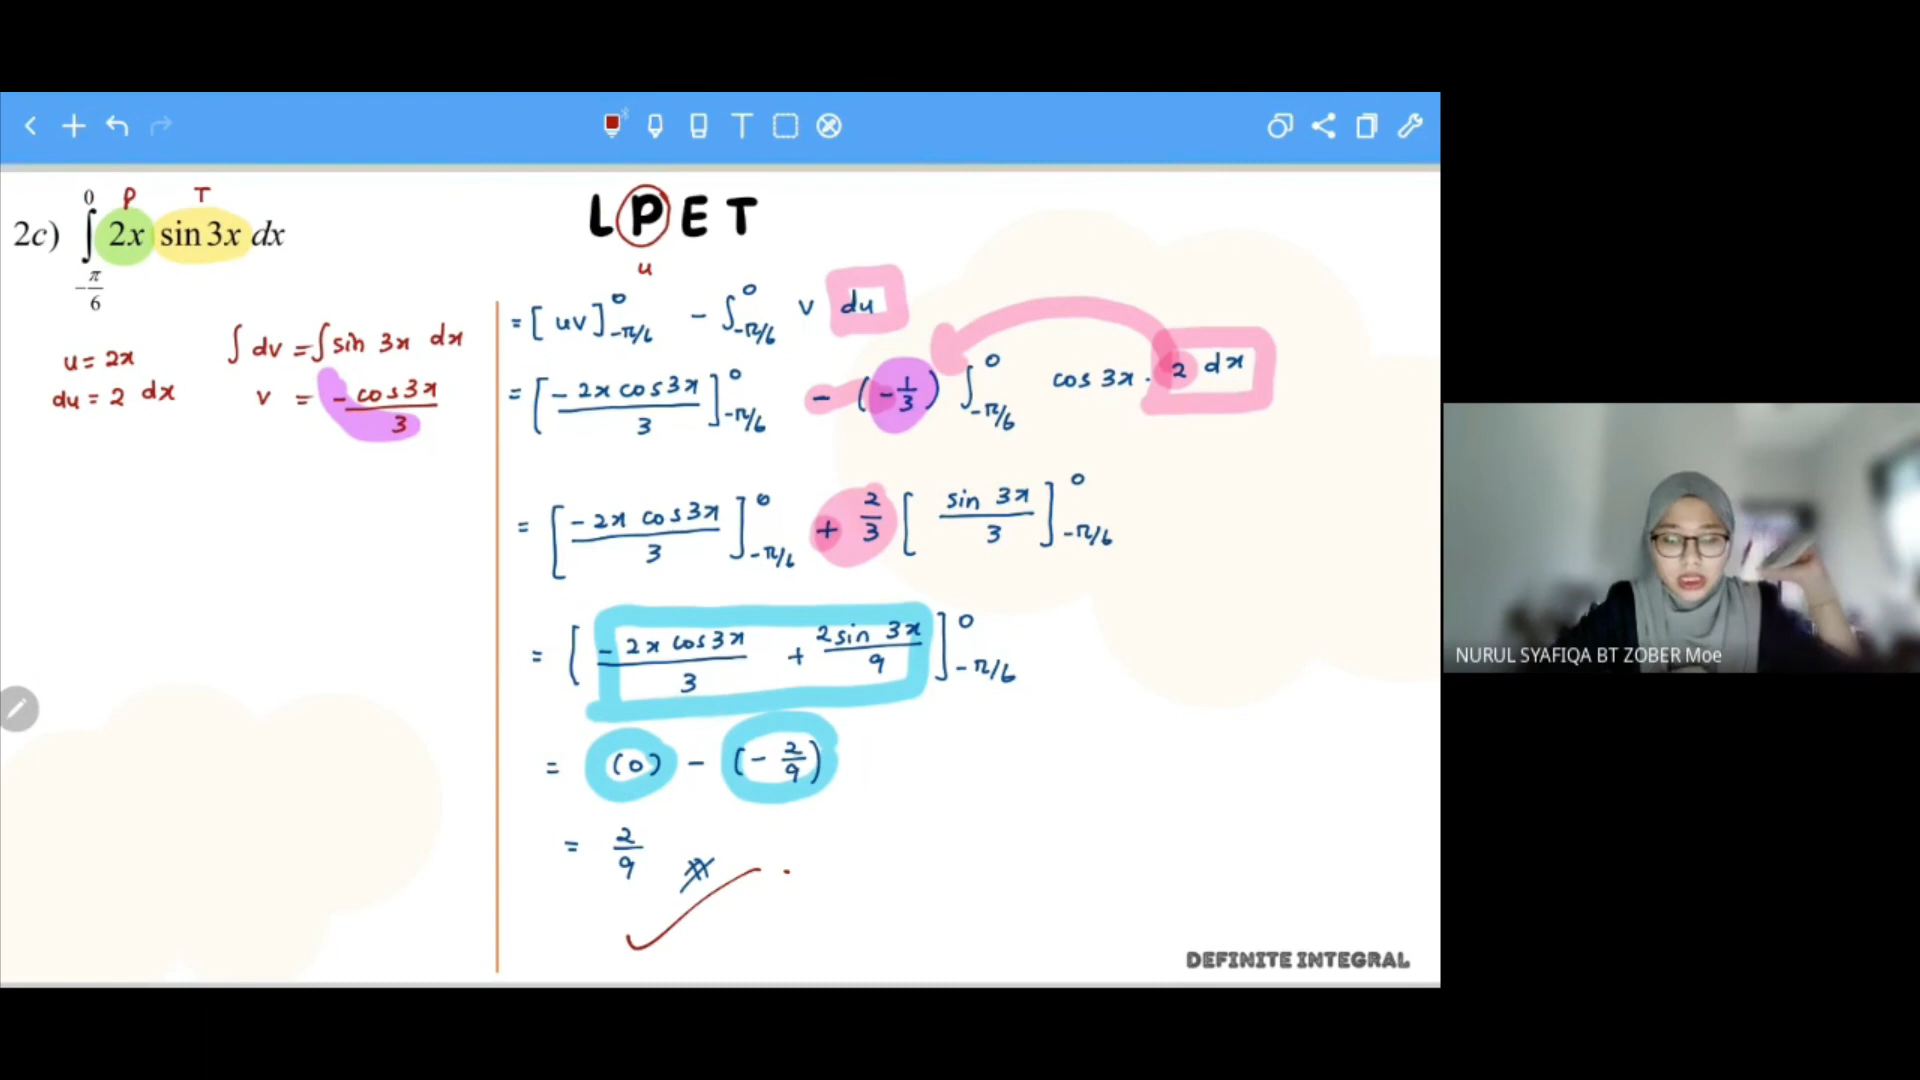 P T
2c) ∫_{-π/6}^{0} 2x sin 3x dx
L P E T
u
u = 2x
du = 2 dx
∫ dv = ∫ sin 3x dx
v = - cos 3x / 3
= [uv]_{-π/6}^{0} - ∫_{-π/6}^{0} v du
= [ - 2x cos 3x / 3 ]_{-π/6}^{0} - (- 1/3) ∫_{-π/6}^{0} cos 3x . 2 dx
= [ - 2x cos 3x / 3 ]_{-π/6}^{0} + 2/3 [ sin 3x / 3 ]_{-π/6}^{0}
= [ - 2x cos 3x / 3 + 2 sin 3x / 9 ]_{-π/6}^{0}
= (0) - (- 2/9)
= 2/9
DEFINITE INTEGRAL
NURUL SYAFIQA BT ZOBER Moe